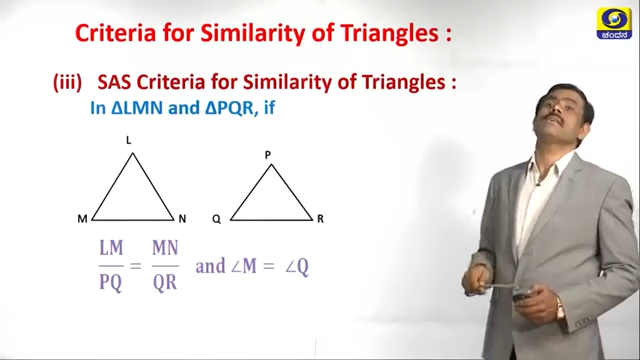 Criteria for Similarity of Triangles :
ಚಂದನ
(iii) SAS Criteria for Similarity of Triangles :
In ΔLMN and ΔPQR, if
L
P
M N Q R
LM/PQ = MN/QR and ∠M = ∠Q